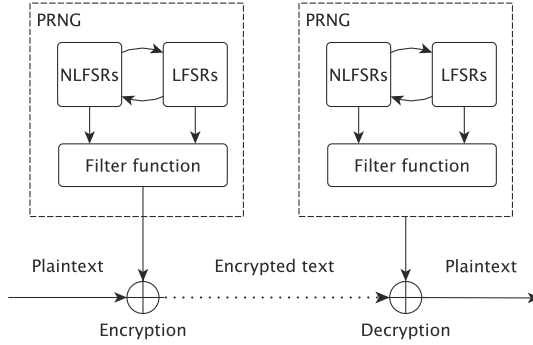 PRNG
NLFSRs
LFSRs
Filter function
PRNG
NLFSRs
LFSRs
Filter function
Plaintext
Encrypted text
Plaintext
Encryption
Decryption